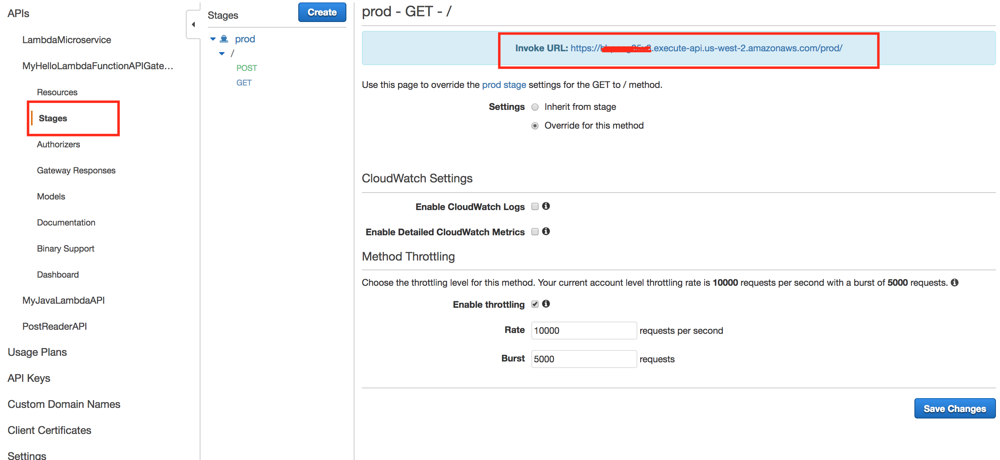 APIs
LambdaMicroservice
MyHelloLambdaFunctionAPIGate...
Resources
Stages
Authorizers
Gateway Responses
Models
Documentation
Binary Support
Dashboard
MyJavaLambdaAPI
PostReaderAPI
Usage Plans
API Keys
Custom Domain Names
Client Certificates
Settings
Stages
Create
prod
/
POST
GET
prod - GET - /
Invoke URL: https:// .execute-api.us-west-2.amazonaws.com/prod/
Use this page to override the prod stage settings for the GET to / method.
Settings
Inherit from stage
Override for this method
CloudWatch Settings
Enable CloudWatch Logs
Enable Detailed CloudWatch Metrics
Method Throttling
Choose the throttling level for this method. Your current account level throttling rate is 10000 requests per second with a burst of 5000 requests.
Enable throttling
Rate 10000 requests per second
Burst 5000 requests
Save Changes